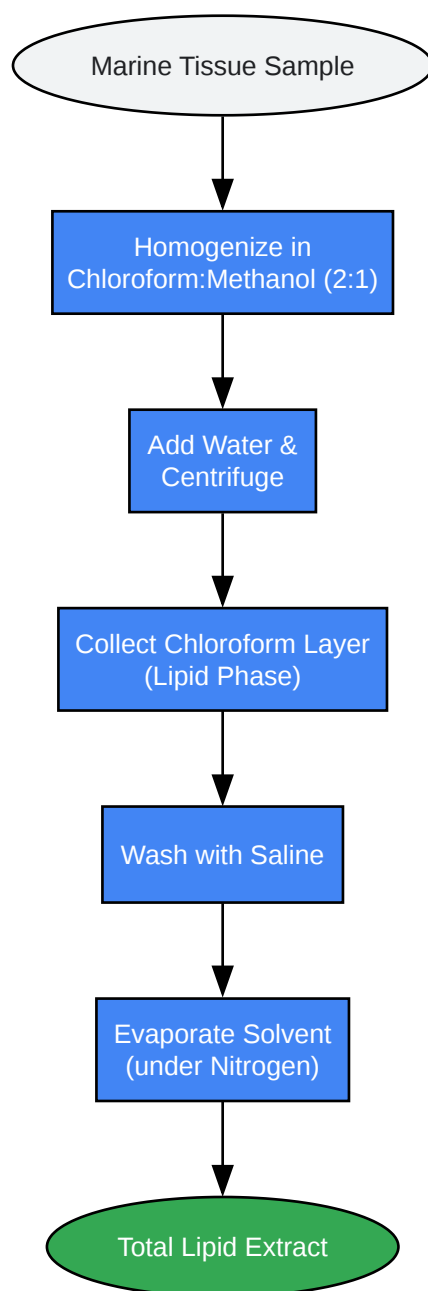 Marine Tissue Sample
Homogenize in
Chloroform:Methanol (2:1)
Add Water &
Centrifuge
Collect Chloroform Layer
(Lipid Phase)
Wash with Saline
Evaporate Solvent
(under Nitrogen)
Total Lipid Extract